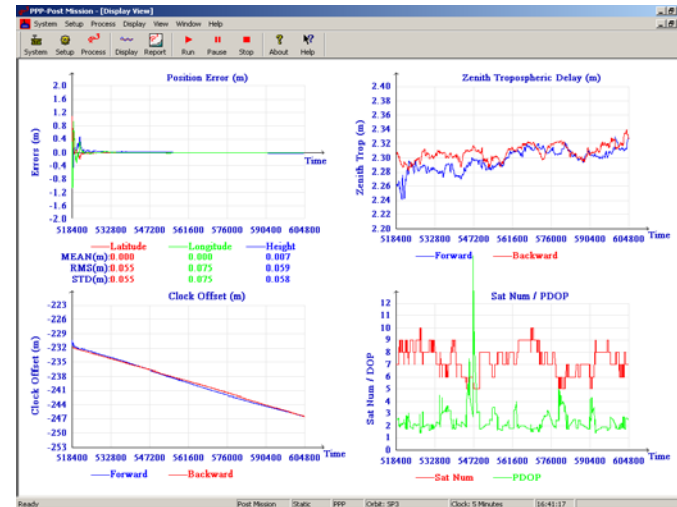 PPP-Post Mission - [Display View]
System Setup Process Display View Window Help
System Setup Process Display Report Run Pause Stop About Help
Position Error (m)
Errors (m)
2.0
1.6
1.2
0.8
0.4
0.0
-0.4
-0.8
-1.2
-1.6
-2.0
Time
518400 532800 547200 561600 576000 590400 604800
Latitude Longitude Height
MEAN(m):0.000 0.000 0.007
RMS(m):0.055 0.075 0.059
STD(m):0.055 0.075 0.058
Zenith Tropospheric Delay (m)
Zenith Trop (m)
2.40
2.38
2.36
2.34
2.32
2.30
2.28
2.26
2.24
2.22
2.20
518400 532800 547200 561600 576000 590400 604800 Time
Forward Backward
Clock Offset (m)
Clock Offret (m)
-223
-226
-229
-232
-235
-238
-241
-244
-247
-250
-253
518400 532800 547200 561600 576000 590400 604800 Time
Forward Backward
Sat Num / PDOP
Sat Num / DOP
12
11
10
9
8
7
6
5
4
3
2
1
0
518400 532800 547200 561600 576000 590400 604800 Time
Sat Num PDOP
Ready Post Mission Static PPP Orbit: SP3 Clock: 5 Minutes 16:41:17